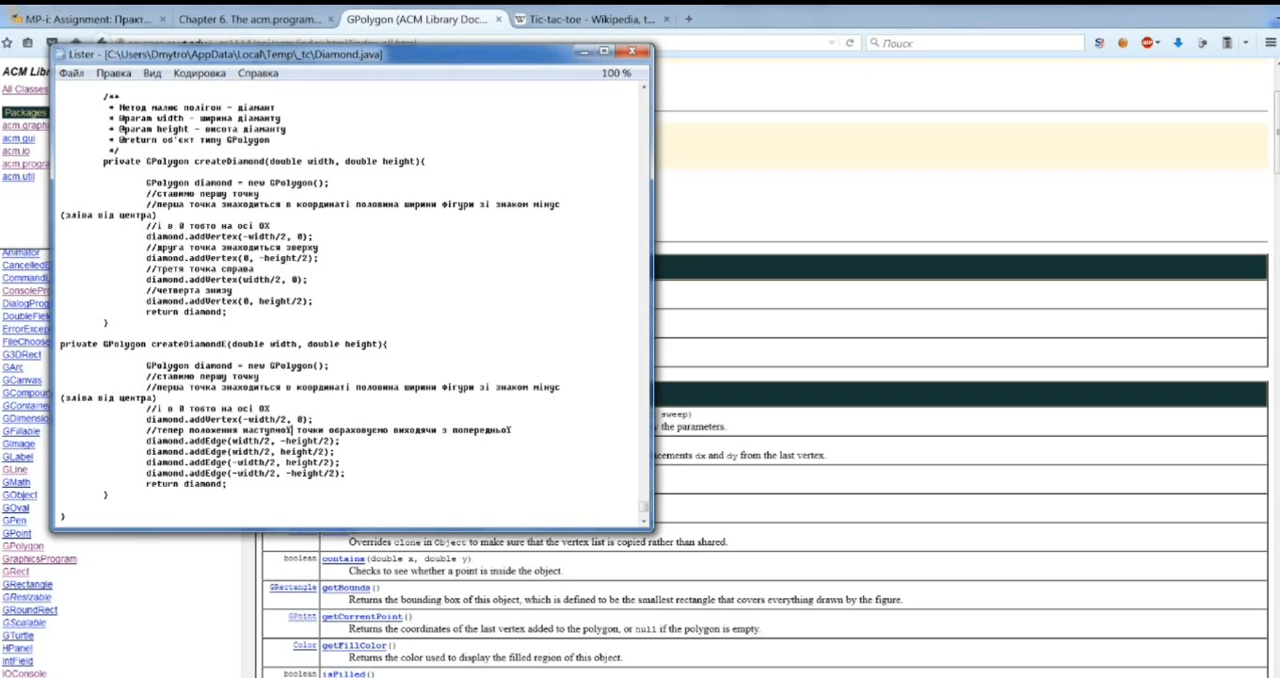 MP-i: Assignment: Практ... Chapter 6. The acm.program... GPolygon (ACM Library Doc... Tic-tac-toe - Wikipedia, t...
Поиск
Lister - [C:\Users\Dmytro\AppData\Local\Temp\_tc\Diamond.java]
Файл Правка Вид Кодировка Справка 100 %
/**
* Метод малює полігон - діамант
* @param width - ширина діаманту
* @param height - висота діаманту
* @return об'єкт типу GPolygon
*/
private GPolygon createDiamond(double width, double height){
GPolygon diamond = new GPolygon();
//ставимо першу точку
//перша точка знаходиться в координаті половина ширини фігури зі знаком мінус
(зліва від центра)
//і в 0 тобто на осі ОХ
diamond.addVertex(-width/2, 0);
//друга точка знаходиться зверху
diamond.addVertex(0, -height/2);
//третя точка справа
diamond.addVertex(width/2, 0);
//четверта знизу
diamond.addVertex(0, height/2);
return diamond;
}
private GPolygon createDiamondE(double width, double height){
GPolygon diamond = new GPolygon();
//ставимо першу точку
//перша точка знаходиться в координаті половина ширини фігури зі знаком мінус
(зліва від центра)
//і в 0 тобто на осі ОХ
diamond.addVertex(-width/2, 0);
//тепер положення наступної точки обраховуємо виходячи з попередньої
diamond.addEdge(width/2, -height/2);
diamond.addEdge(width/2, height/2);
diamond.addEdge(-width/2, height/2);
diamond.addEdge(-width/2, -height/2);
return diamond;
}
}
ACM Lib
All Classes
Packages
acm.graphi
acm.gui
acm.io
acm.progra
acm.util
Animator
CancelledE
CommandL
ConsolePro
DialogProg
DoubleField
ErrorExcep
FileChoose
G3DRect
GArc
GCanvas
GCompoun
GContaine
GDimensio
GFillable
GImage
GLabel
GLine
GMath
GObject
GOval
GPen
GPoint
GPolygon
GraphicsProgram
GRect
GRectangle
GResizable
GRoundRect
GScalable
GTurtle
HPanel
IntField
IOConsole
sweep)
y the parameters.
cements dx and dy from the last vertex.
Overrides clone in Object to make sure that the vertex list is copied rather than shared.
boolean contains(double x, double y)
Checks to see whether a point is inside the object.
GRectangle getBounds()
Returns the bounding box of this object, which is defined to be the smallest rectangle that covers everything drawn by the figure.
GPoint getCurrentPoint()
Returns the coordinates of the last vertex added to the polygon, or null if the polygon is empty.
Color getFillColor()
Returns the color used to display the filled region of this object.
boolean isFilled()